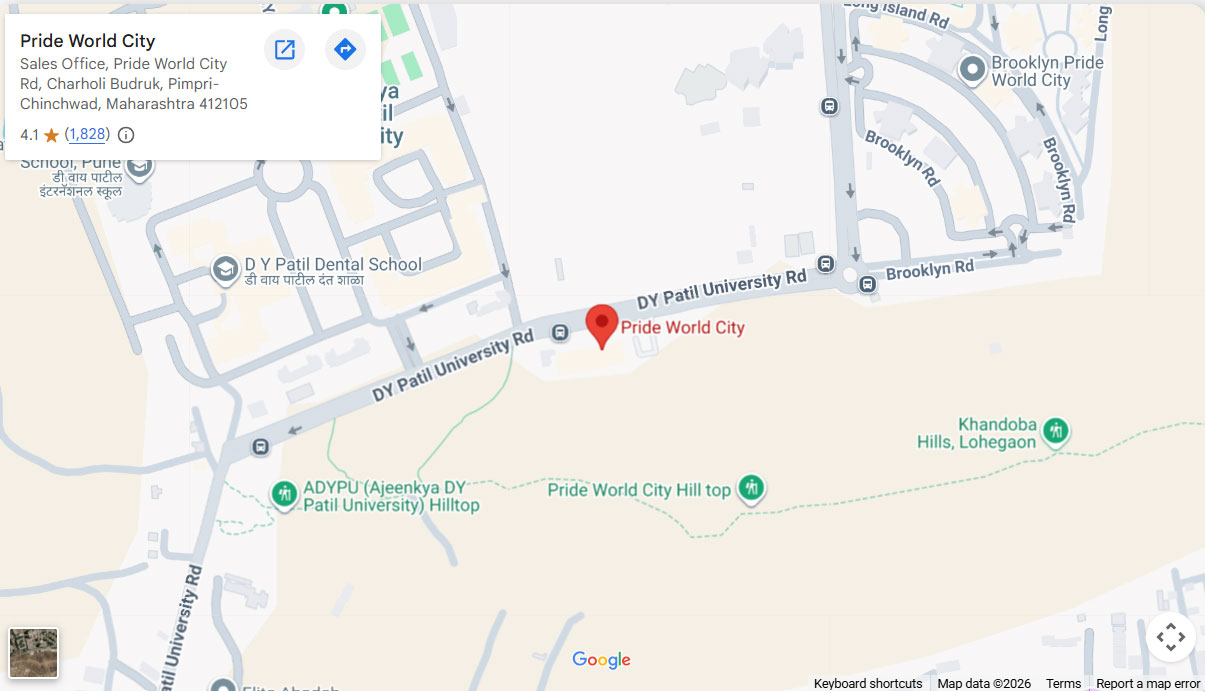 Pride World City
Sales Office, Pride World City
Rd, Charholi Budruk, Pimpri-
Chinchwad, Maharashtra 412105
4.1 ★ (1,828)
Long Island Rd
Long
Brooklyn Pride
World City
Brooklyn Rd
Brooklyn Rd
School, Pune
डी वाय पाटील
इंटरनॅशनल स्कूल
D Y Patil Dental School
डी वाय पाटील दंत शाळा
Brooklyn Rd
DY Patil University Rd
Pride World City
DY Patil University Rd
Khandoba
Hills, Lohegaon
ADYPU (Ajeenkya DY
Patil University) Hilltop
Pride World City Hill top
Patil University Rd
Google
Keyboard shortcuts
Map data ©2026
Terms
Report a map error